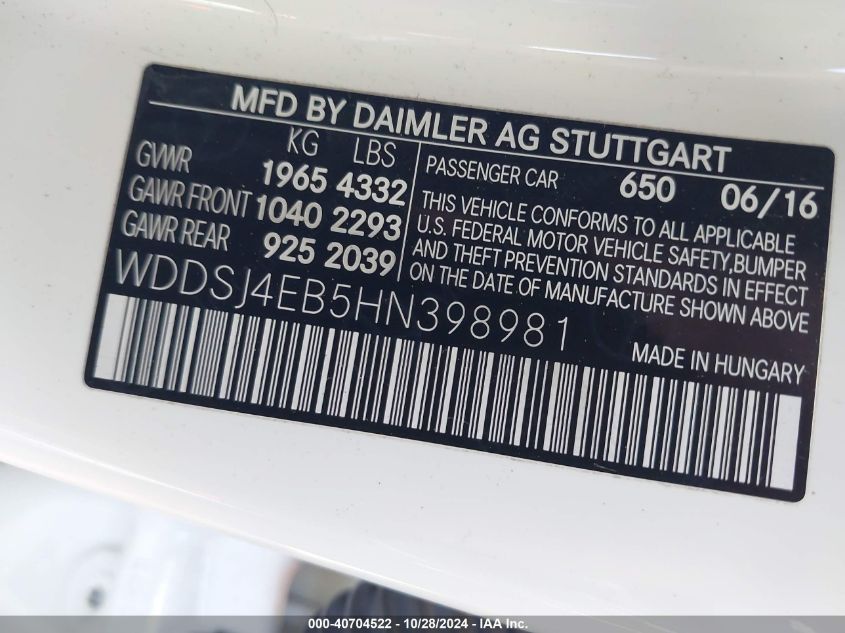 MFD BY DAIMLER AG STUTTGART
KG LBS
GVWR 1965 4332
GAWR FRONT 1040 2293
GAWR REAR 925 2039
PASSENGER CAR 650 06/16
THIS VEHICLE CONFORMS TO ALL APPLICABLE
U.S. FEDERAL MOTOR VEHICLE SAFETY,BUMPER
AND THEFT PREVENTION STANDARDS IN EFFECT
ON THE DATE OF MANUFACTURE SHOWN ABOVE
WDDSJ4EB5HN398981
MADE IN HUNGARY
000-40704522 - 10/28/2024 - IAA Inc.